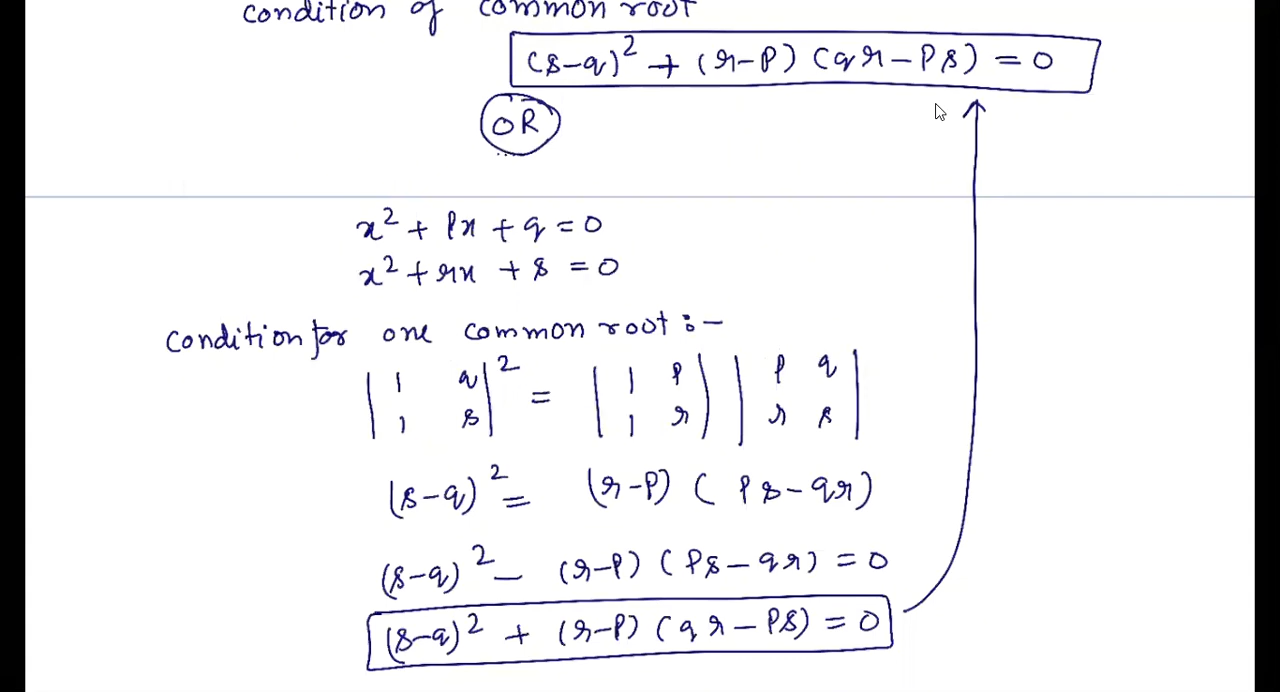 condition of common root
(s-q)² + (r-p) (qr - ps) = 0
OR
x² + px + q = 0
x² + rx + s = 0
condition for one common root :-
| 1 q |² = | 1 p | | p q |
| 1 s | | 1 r | | r s |
(s-q)² = (r-p) ( ps - qr)
(s-q)² - (r-p) ( ps - qr) = 0
(s-q)² + (r-p) (qr - ps) = 0